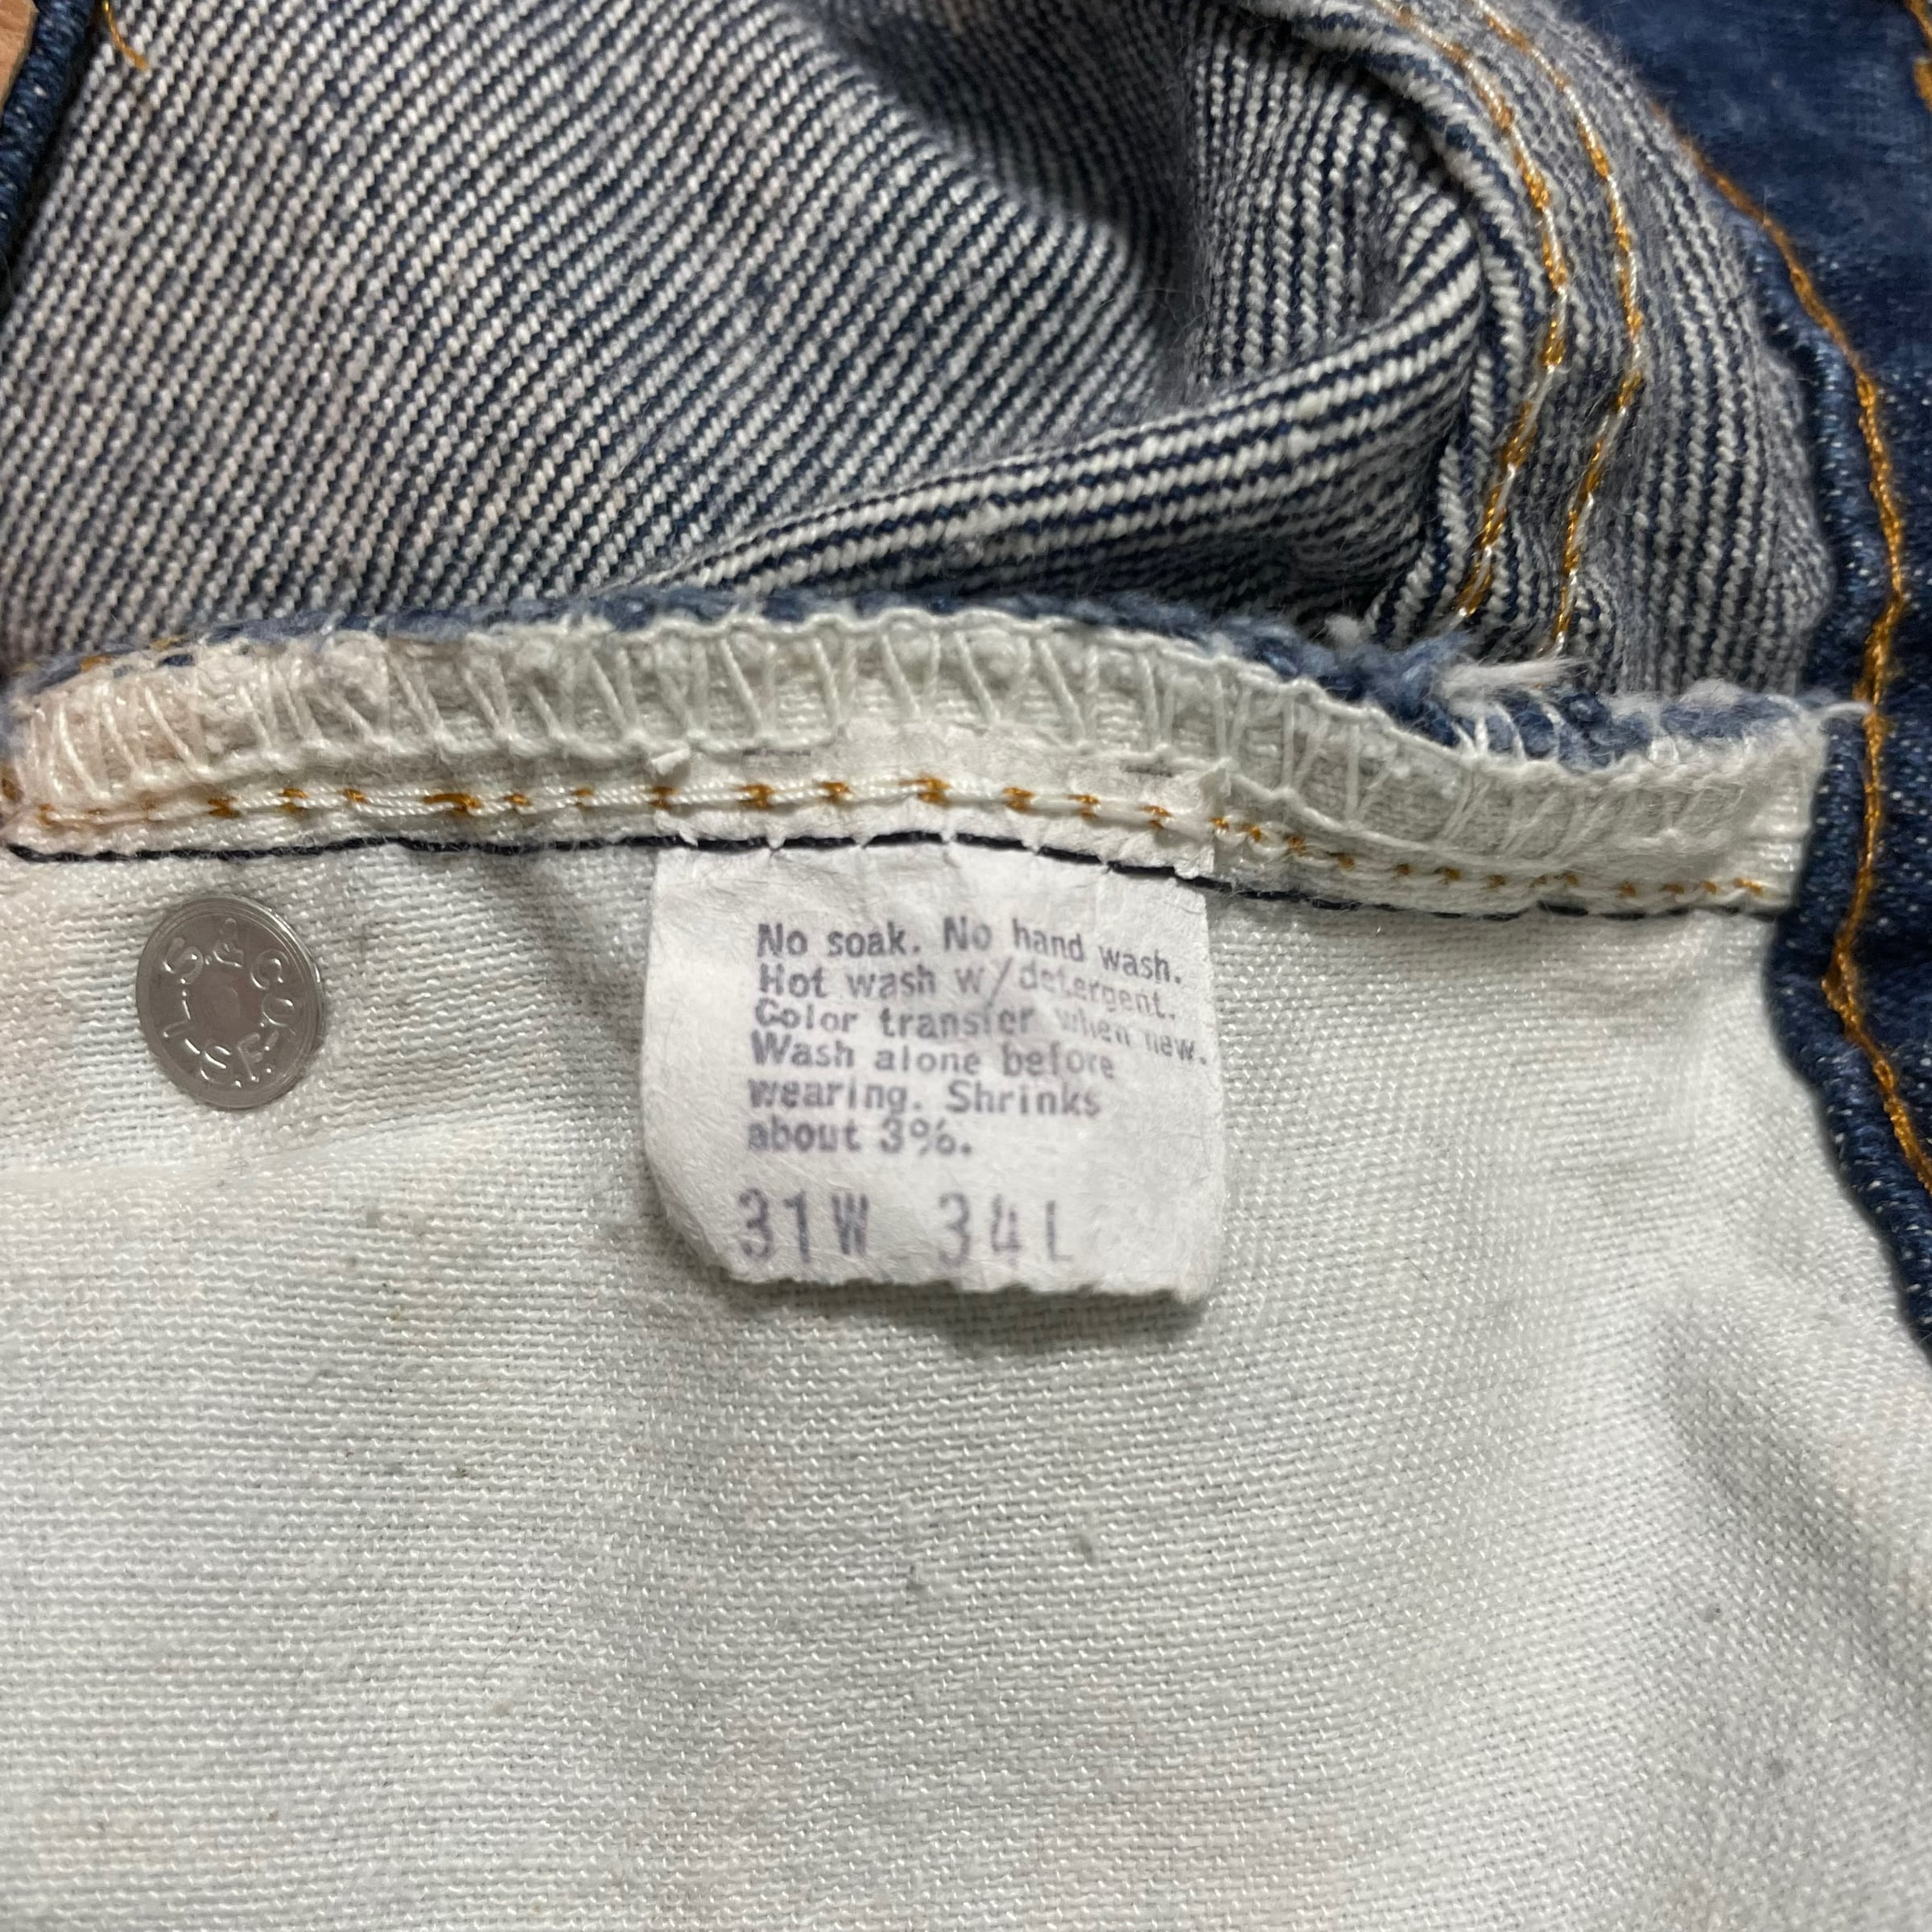 L.S.&CO.-S.F.-
No soak. No hand wash.
Hot wash w/detergent.
Color transfer when new.
Wash alone before
wearing. Shrinks
about 3%.
31W 34L